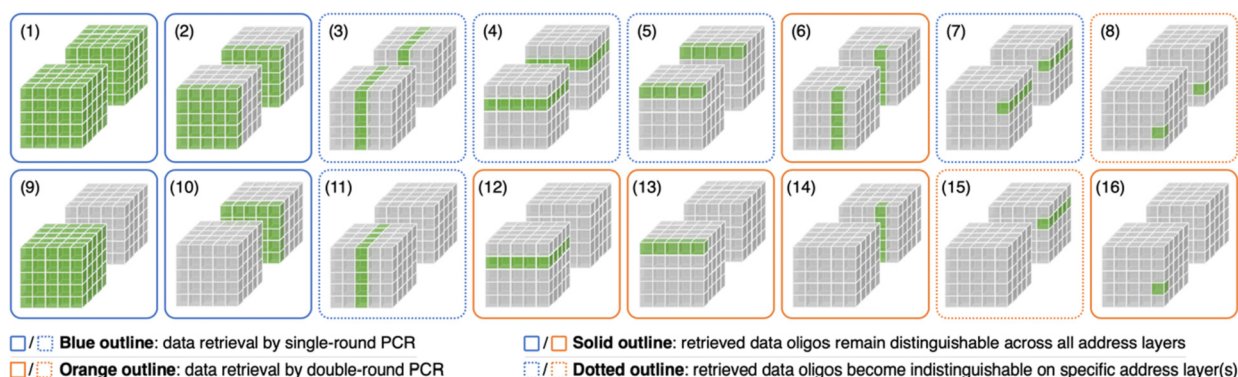 (1) (2) (3) (4) (5) (6) (7) (8)
(9) (10) (11) (12) (13) (14) (15) (16)
/ Blue outline: data retrieval by single-round PCR
/ Solid outline: retrieved data oligos remain distinguishable across all address layers
/ Orange outline: data retrieval by double-round PCR
/ Dotted outline: retrieved data oligos become indistinguishable on specific address layer(s)